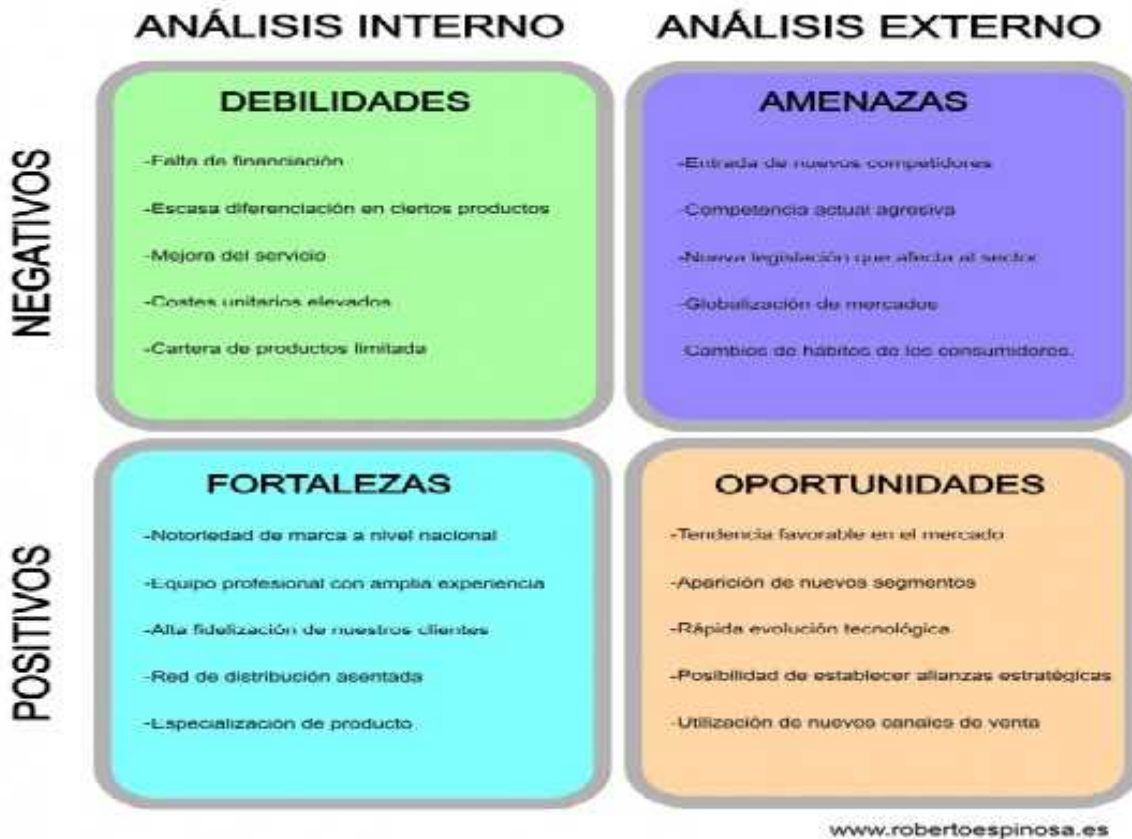 ANÁLISIS INTERNO
ANÁLISIS EXTERNO
NEGATIVOS
DEBILIDADES
-Falta de financiación
-Escasa diferenciación en ciertos productos
-Mejora del servicio
-Costes unitarios elevados
-Cartera de productos limitada
AMENAZAS
-Entrada de nuevos competidores
-Competencia actual agresiva
-Nueva legislación que afecta al sector
-Globalización de mercados
-Cambios de hábitos de los consumidores.
POSITIVOS
FORTALEZAS
-Notoriedad de marca a nivel nacional
-Equipo profesional con amplia experiencia
-Alta fidelización de nuestros clientes
-Red de distribución asentada
-Especialización de producto
OPORTUNIDADES
-Tendencia favorable en el mercado
-Aparición de nuevos segmentos
-Rápida evolución tecnológica
-Posibilidad de establecer alianzas estratégicas
-Utilización de nuevos canales de venta
www.robertoespinosa.es